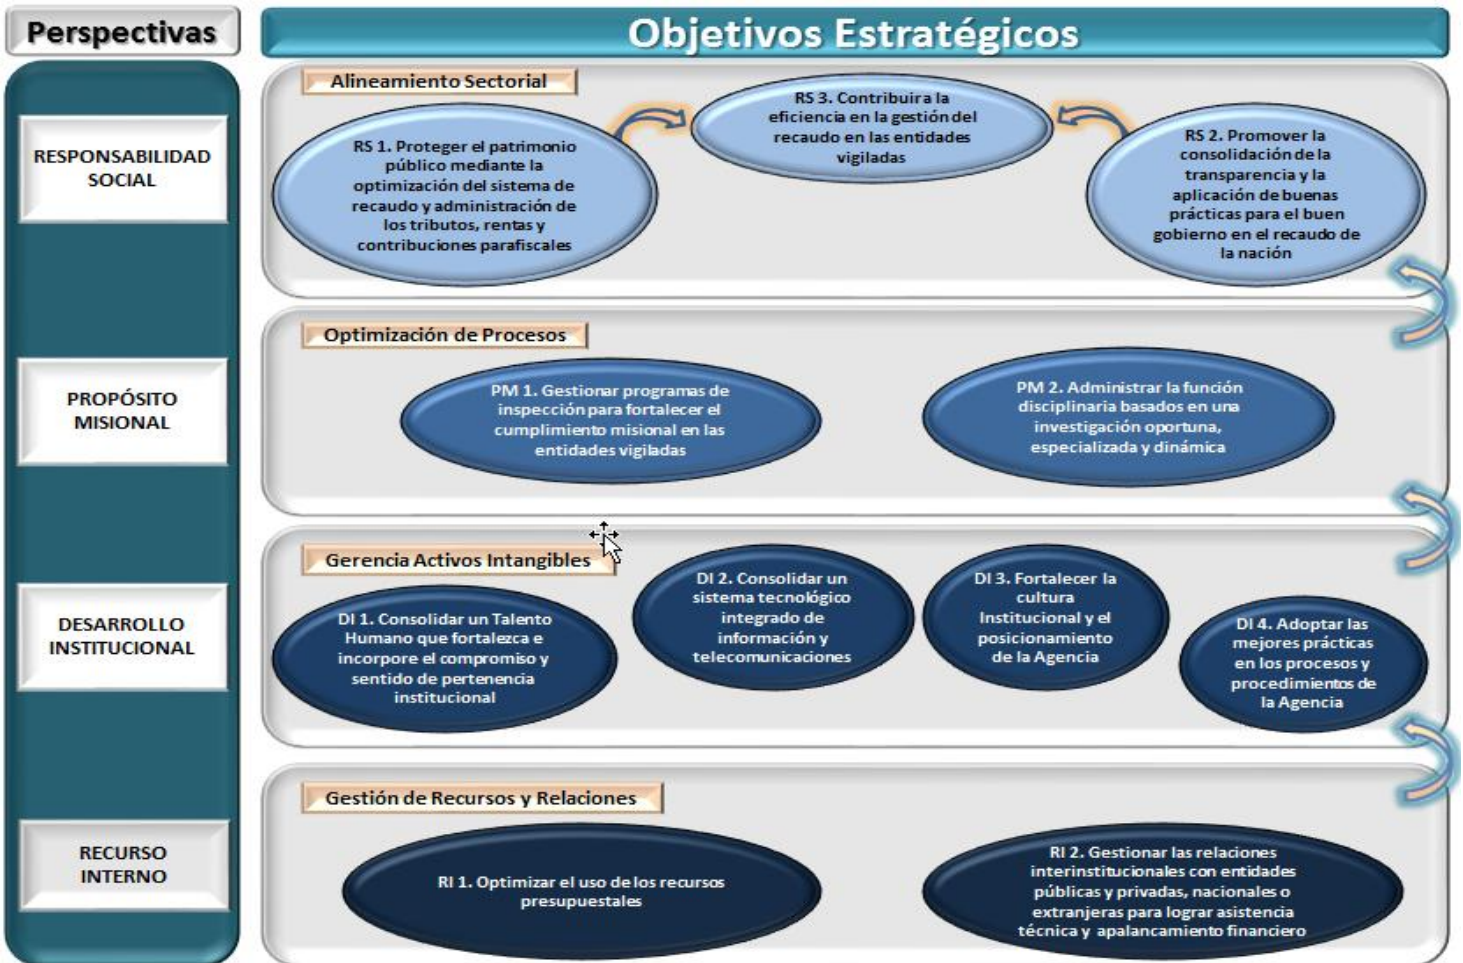 Perspectivas
Objetivos Estratégicos
RESPONSABILIDAD
SOCIAL
Alineamiento Sectorial
RS 1. Proteger el patrimonio
público mediante la
optimización del sistema de
recaudo y administración de
los tributos, rentas y
contribuciones parafiscales
RS 3. Contribuira la
eficiencia en la gestión del
recaudo en las entidades
vigiladas
RS 2. Promover la
consolidación de la
transparencia y la
aplicación de buenas
prácticas para el buen
gobierno en el recaudo de
la nación
PROPÓSITO
MISIONAL
Optimización de Procesos
PM 1. Gestionar programas de
inspección para fortalecer el
cumplimiento misional en las
entidades vigiladas
PM 2. Administrar la función
disciplinaria basados en una
investigación oportuna,
especializada y dinámica
DESARROLLO
INSTITUCIONAL
Gerencia Activos Intangibles
DI 1. Consolidar un Talento
Humano que fortalezca e
incorpore el compromiso y
sentido de pertenencia
institucional
DI 2. Consolidar un
sistema tecnológico
integrado de
información y
telecomunicaciones
DI 3. Fortalecer la
cultura
Institucional y el
posicionamiento
de la Agencia
DI 4. Adoptar las
mejores prácticas
en los procesos y
procedimientos de
la Agencia
RECURSO
INTERNO
Gestión de Recursos y Relaciones
RI 1. Optimizar el uso de los recursos
presupuestales
RI 2. Gestionar las relaciones
interinstitucionales con entidades
públicas y privadas, nacionales o
extranjeras para lograr asistencia
técnica y apalancamiento financiero